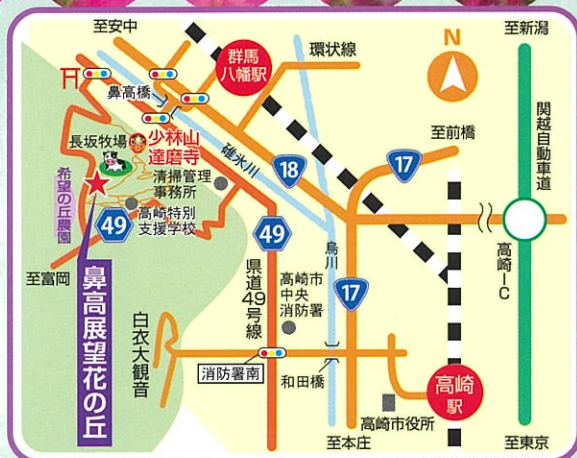 至安中
群馬
八幡駅
環状線
N
至新潟
鼻高橋
至前橋
関越自動車道
長坂牧場
少林山
達磨寺
碓氷川
18
17
清掃管理
事務所
希望の丘農園
高崎特別
支援学校
49
49
烏川
高崎IC
至富岡
鼻高展望花の丘
県道49号線
高崎市
中央
消防署
17
白衣大観音
消防署南
和田橋
高崎
駅
高崎市役所
至本庄
至東京